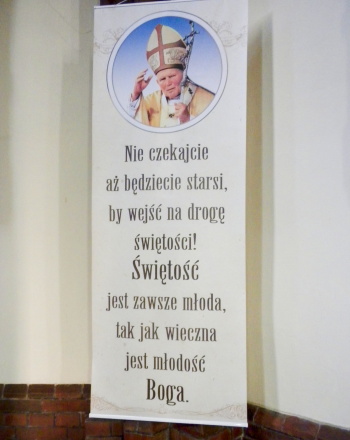 Nie czekajcie
aż będziecie starsi,
by wejść na drogę
świętości!
Świętość
jest zawsze młoda,
tak jak wieczna
jest młodość
Boga.